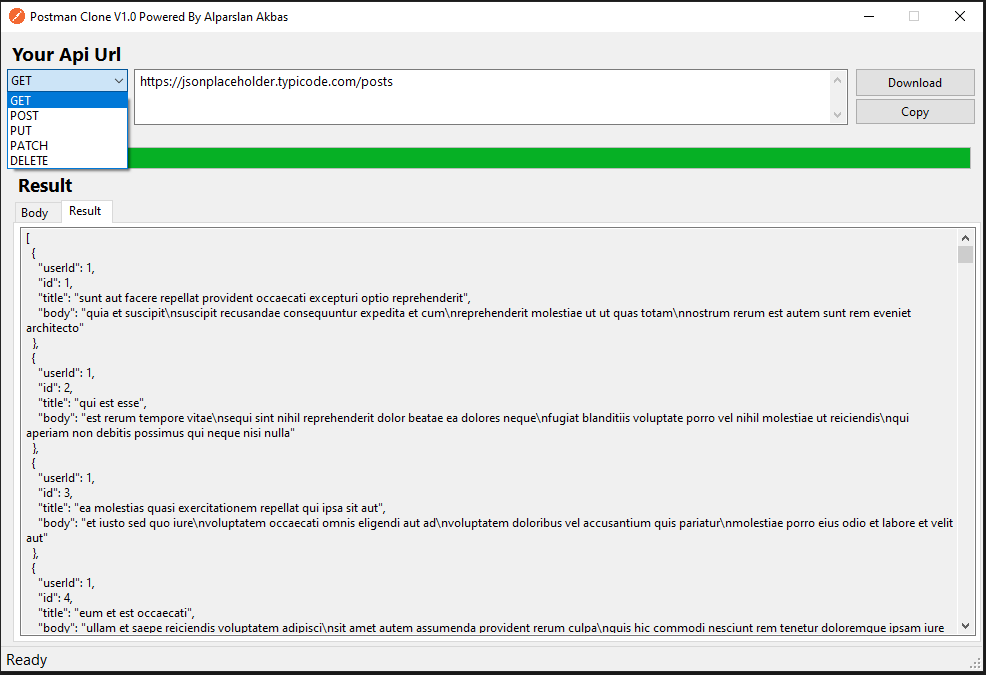 Postman Clone V1.0 Powered By Alparslan Akbas
Your Api Url
GET
https://jsonplaceholder.typicode.com/posts
Download
Copy
GET
POST
PUT
PATCH
DELETE
Result
Body
Result
[
{
"userId": 1,
"id": 1,
"title": "sunt aut facere repellat provident occaecati excepturi optio reprehenderit",
"body": "quia et suscipit\nsuscipit recusandae consequuntur expedita et cum\nreprehenderit molestiae ut ut quas totam\nnostrum rerum est autem sunt rem eveniet
architecto"
},
{
"userId": 1,
"id": 2,
"title": "qui est esse",
"body": "est rerum tempore vitae\nsequi sint nihil reprehenderit dolor beatae ea dolores neque\nfugiat blanditiis voluptate porro vel nihil molestiae ut reiciendis\nqui
aperiam non debitis possimus qui neque nisi nulla"
},
{
"userId": 1,
"id": 3,
"title": "ea molestias quasi exercitationem repellat qui ipsa sit aut",
"body": "et iusto sed quo iure\nvoluptatem occaecati omnis eligendi aut ad\nvoluptatem doloribus vel accusantium quis pariatur\nmolestiae porro eius odio et labore et velit
aut"
},
{
"userId": 1,
"id": 4,
"title": "eum et est occaecati",
"body": "ullam et saepe reiciendis voluptatem adipisci\nsit amet autem assumenda provident rerum culpa\nquis hic commodi nesciunt rem tenetur doloremque ipsam iure
Ready